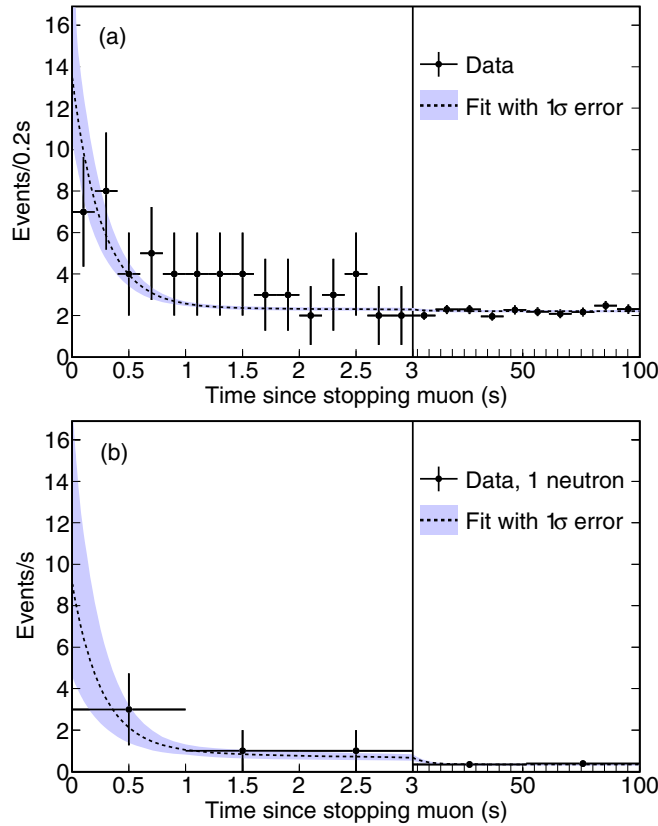 (a)
Data
Fit with 1σ error
Events/0.2s
16
14
12
10
8
6
4
2
0
0 0.5 1 1.5 2 2.5 3 50 100
Time since stopping muon (s)
(b)
Data, 1 neutron
Fit with 1σ error
Events/s
16
14
12
10
8
6
4
2
0
0 0.5 1 1.5 2 2.5 3 50 100
Time since stopping muon (s)